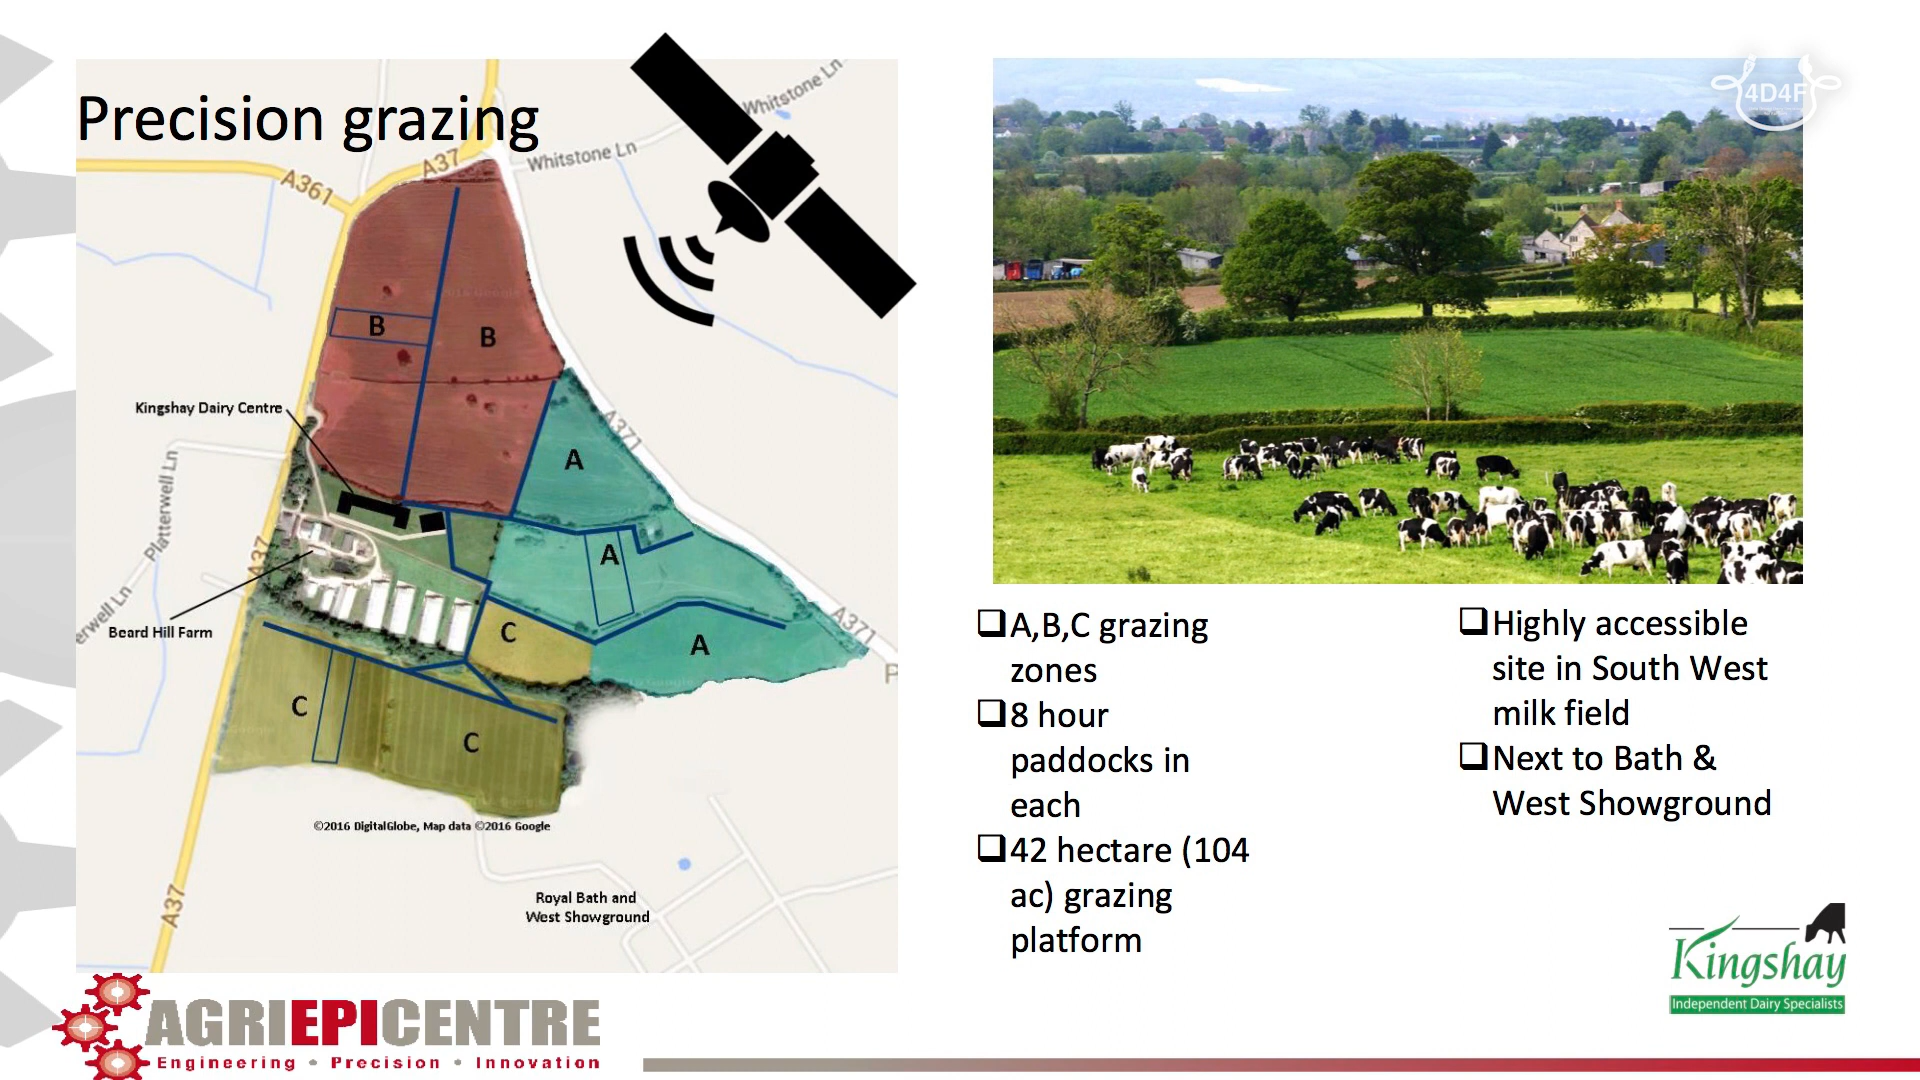 Precision grazing
Whitstone Ln
Whitstone Ln
A37
A361
B
B
Kingshay Dairy Centre
A371
A
Platterwell Ln
A37
A
erwell Ln
Beard Hill Farm
C
A
A371
P
C
C
©2016 DigitalGlobe, Map data ©2016 Google
A37
Royal Bath and
West Showground
4D4F
❑A,B,C grazing
zones
❑8 hour
paddocks in
each
❑42 hectare (104
ac) grazing
platform
❑Highly accessible
site in South West
milk field
❑Next to Bath &
West Showground
Kingshay
Independent Dairy Specialists
AGRIEPICENTRE
Engineering • Precision • Innovation